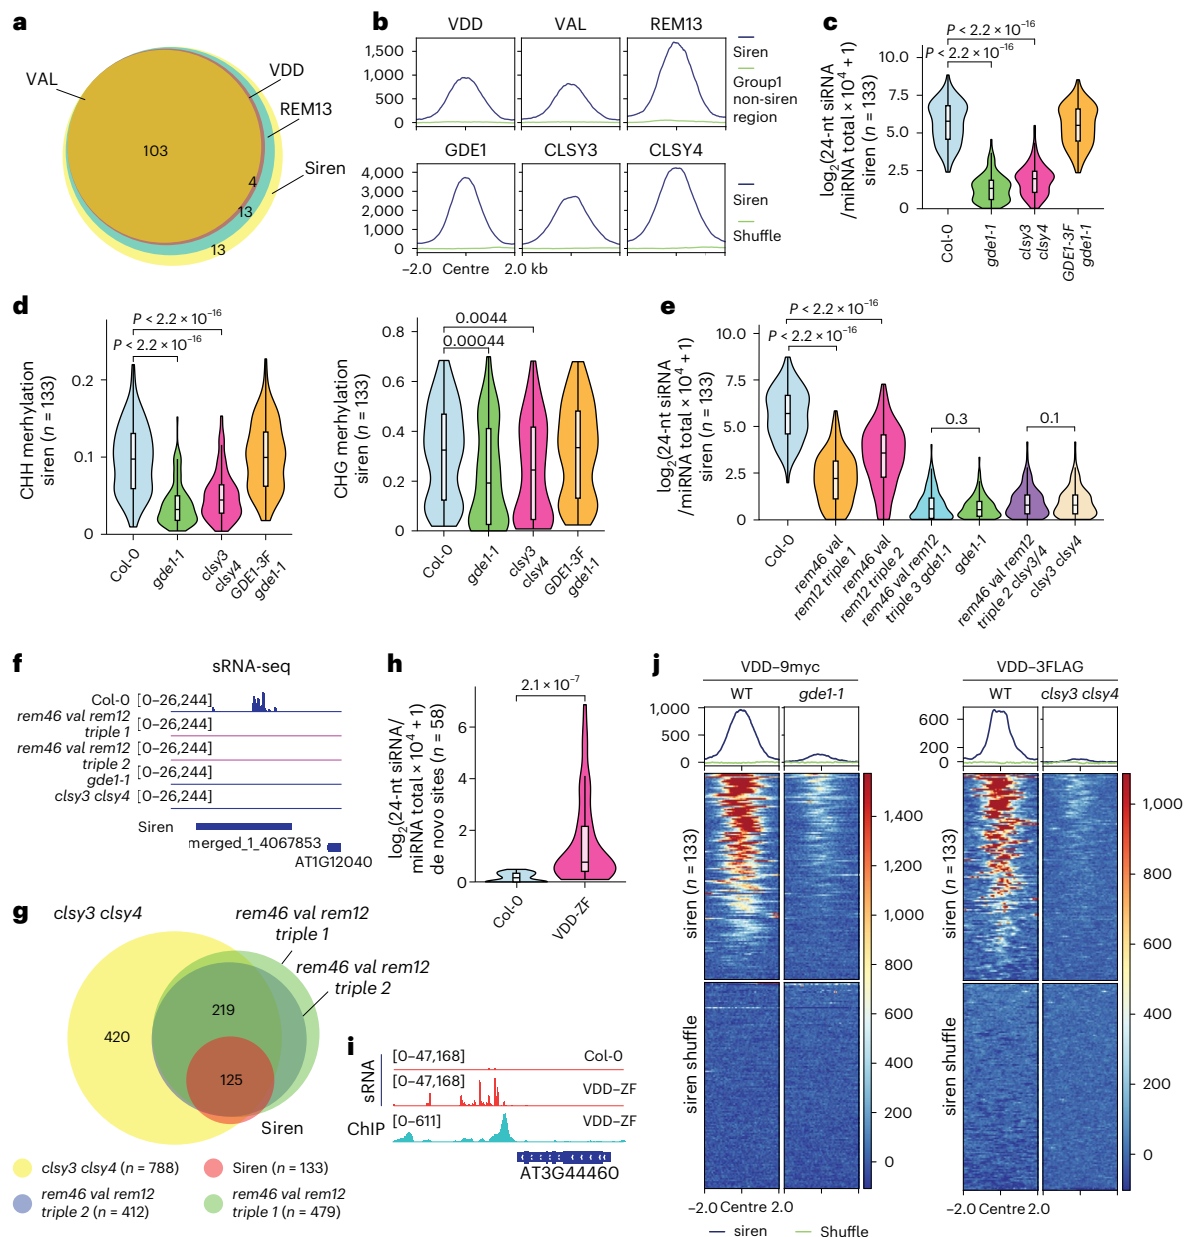 a
VAL
VDD
REM13
Siren
103
4
13
13
b
VDD
VAL
REM13
1,500
1,000
500
0
Siren
Group1
non-siren
region
GDE1
CLSY3
CLSY4
4,000
3,000
2,000
1,000
0
Siren
Shuffle
−2.0 Centre 2.0 kb
c
P < 2.2 × 10⁻¹⁶
P < 2.2 × 10⁻¹⁶
log₂(24-nt siRNA
/miRNA total × 10⁴ + 1)
siren (n = 133)
10.0
7.5
5.0
2.5
0
Col-0
gde1-1
clsy3
clsy4
GDE1-3F
gde1-1
d
P < 2.2 × 10⁻¹⁶
P < 2.2 × 10⁻¹⁶
CHH merhylation
siren (n = 133)
0.2
0.1
0
Col-0
gde1-1
clsy3
clsy4
GDE1-3F
gde1-1
0.0044
0.00044
CHG merhylation
siren (n = 133)
0.8
0.6
0.4
0.2
0
Col-0
gde1-1
clsy3
clsy4
GDE1-3F
gde1-1
e
P < 2.2 × 10⁻¹⁶
P < 2.2 × 10⁻¹⁶
0.3
0.1
log₂(24-nt siRNA
/miRNA total × 10⁴ + 1)
siren (n = 133)
10.0
7.5
5.0
2.5
0
Col-0
rem46 val
rem12 triple 1
rem46 val
rem12 triple 2
rem46 val rem12
triple 3 gde1-1
gde1-1
rem46 val rem12
triple 2 clsy3/4
clsy3 clsy4
f
sRNA-seq
Col-0 [0–26,244]
rem46 val rem12
triple 1
[0–26,244]
rem46 val rem12
triple 2
[0–26,244]
gde1-1 [0–26,244]
clsy3 clsy4 [0–26,244]
Siren
merged_1_4067853
AT1G12040
g
clsy3 clsy4
rem46 val rem12
triple 1
rem46 val rem12
triple 2
219
420
125
Siren
clsy3 clsy4 (n = 788)
Siren (n = 133)
rem46 val rem12
triple 2 (n = 412)
rem46 val rem12
triple 1 (n = 479)
h
2.1 × 10⁻⁷
log₂(24-nt siRNA/
miRNA total × 10⁴ + 1)
de novo sites (n = 58)
6
4
2
0
Col-0
VDD-ZF
i
sRNA
[0–47,168] Col-0
[0–47,168] VDD–ZF
ChIP
[0–611] VDD–ZF
AT3G44460
j
VDD–9myc
WT gde1-1
1,000
500
0
siren (n = 133)
siren shuffle
1,400
1,200
1,000
800
600
400
200
0
−2.0 Centre 2.0
VDD–3FLAG
WT clsy3 clsy4
600
200
0
siren (n = 133)
siren shuffle
1,000
800
600
400
200
0
−2.0 Centre 2.0
siren
Shuffle